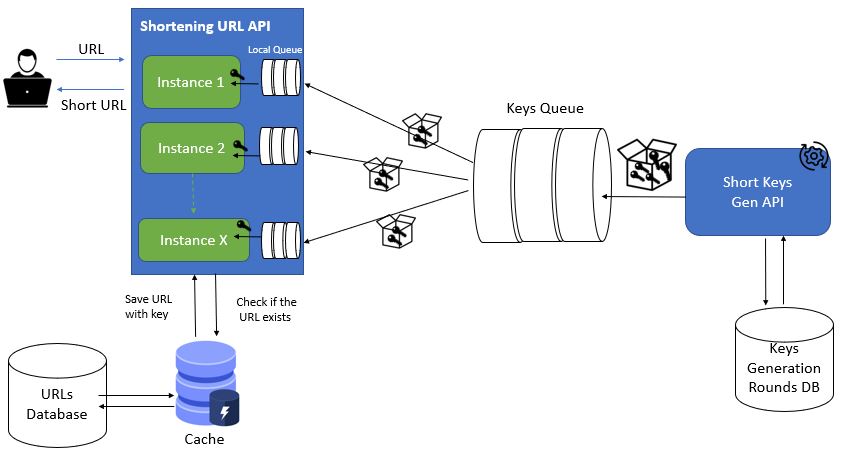 Shortening URL API
URL
Short URL
Local Queue
Instance 1
Instance 2
Instance X
Keys Queue
Short Keys
Gen API
Save URL
with key
Check if the
URL exists
URLs
Database
Cache
Keys
Generation
Rounds DB